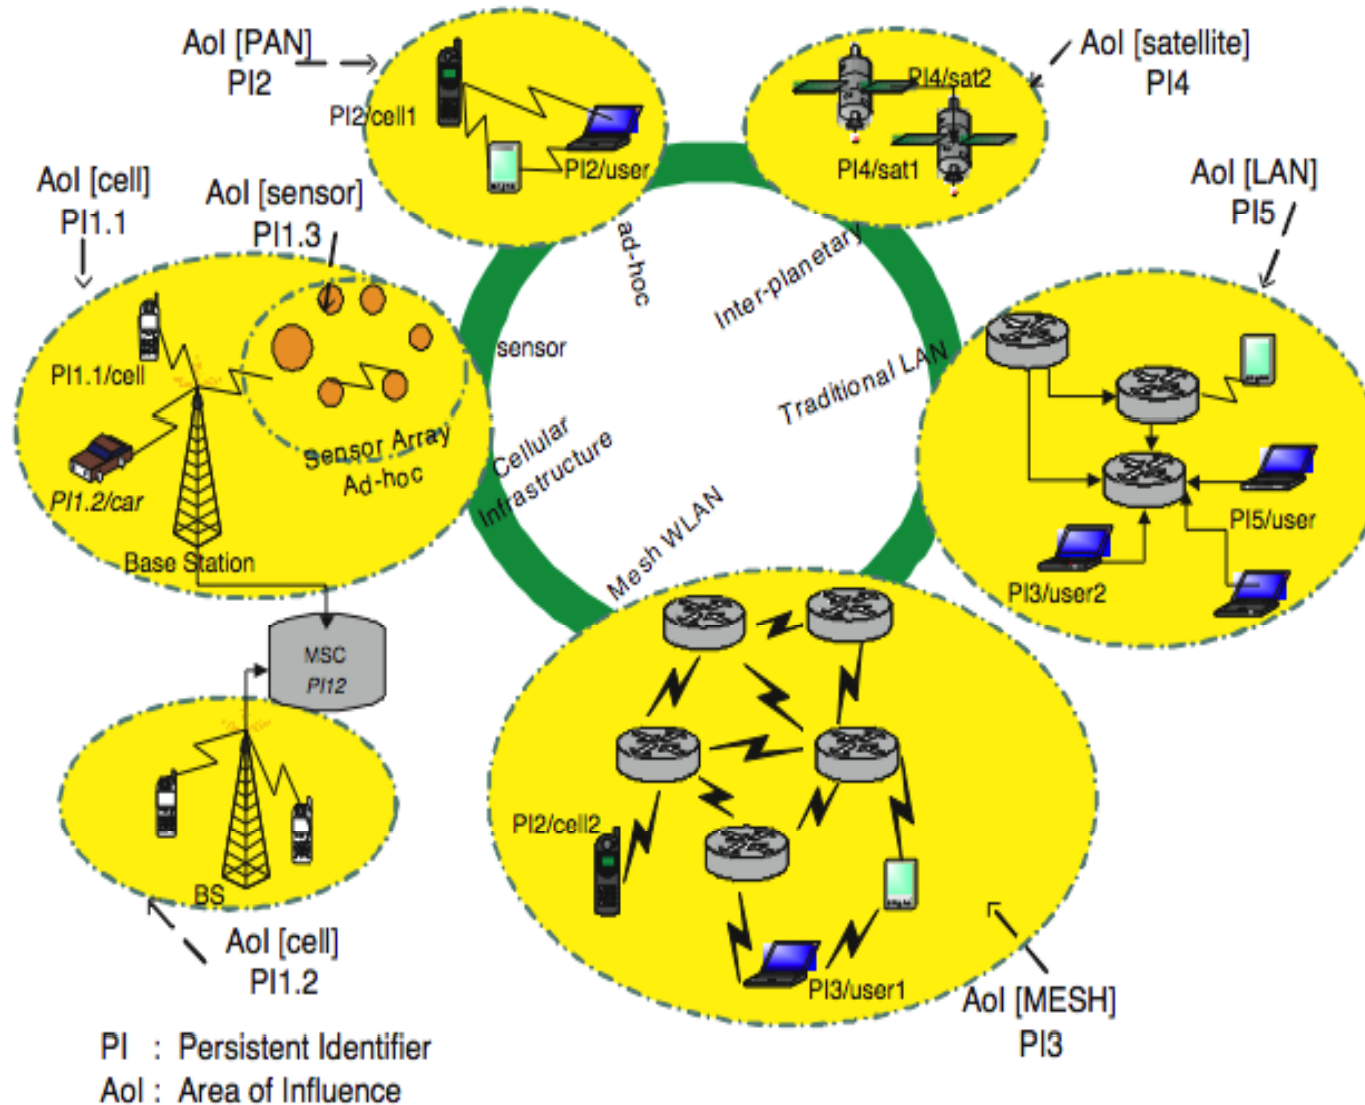 AoI [PAN]
PI2
PI2/cell1
PI2/user
PI4/sat2
PI4/sat1
AoI [satellite]
PI4
AoI [cell]
PI1.1
AoI [sensor]
PI1.3
AoI [LAN]
PI5
ad-hoc
Inter-planetary
sensor
Traditional LAN
Cellular
Infrastructure
Mesh WLAN
PI1.1/cell
PI1.2/car
Sensor Array
Ad-hoc
Base Station
PI5/user
PI3/user2
MSC
PI12
BS
AoI [cell]
PI1.2
PI2/cell2
PI3/user1
AoI [MESH]
PI3
PI : Persistent Identifier
AoI : Area of Influence